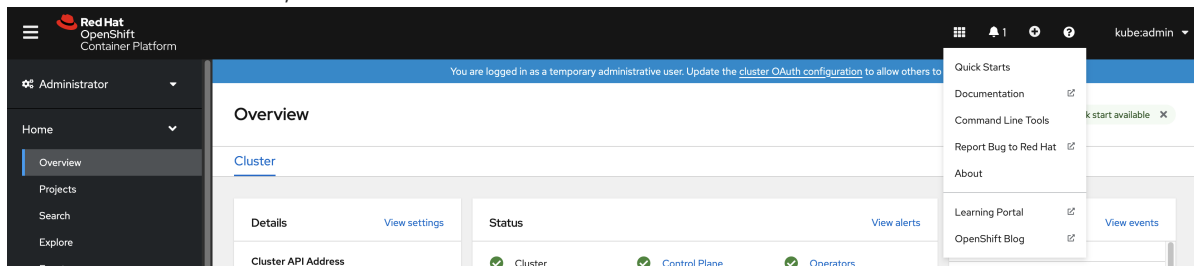 Red Hat
OpenShift
Container Platform
1
kube:admin
Administrator
You are logged in as a temporary administrative user. Update the cluster OAuth configuration to allow others to
Home
Overview
Projects
Search
Explore
Overview
start available
Cluster
Quick Starts
Documentation
Command Line Tools
Report Bug to Red Hat
About
Learning Portal
OpenShift Blog
Details
View settings
Cluster API Address
Status
View alerts
Cluster
Control Plane
Operators
View events